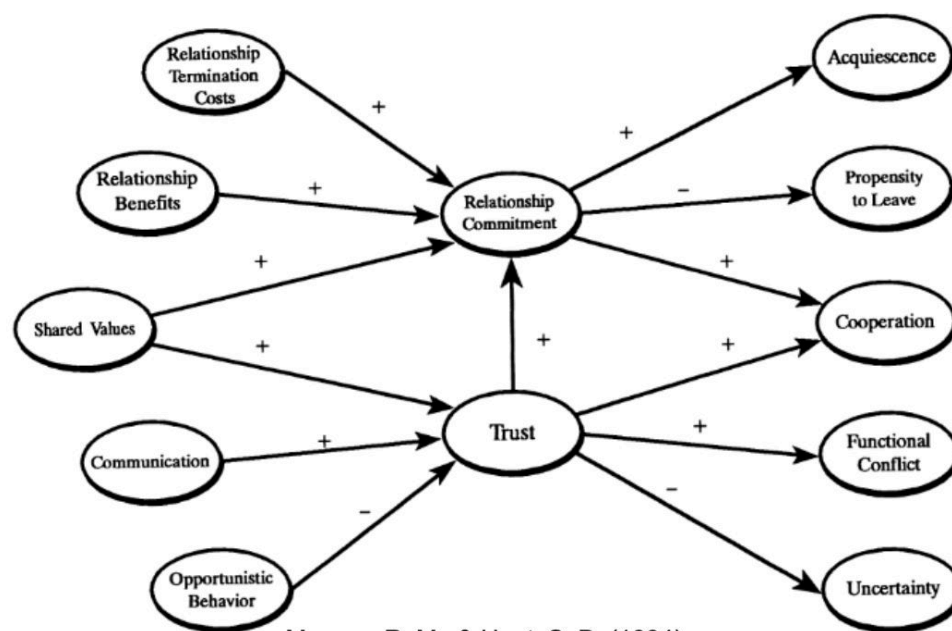 Relationship
Termination
Costs
+
Acquiescence
+
Relationship
Benefits
+
Relationship
Commitment
–
Propensity
to Leave
+
+
Shared Values
+
+
+
Cooperation
Communication
+
Trust
+
Functional
Conflict
–
–
Opportunistic
Behavior
Uncertainty